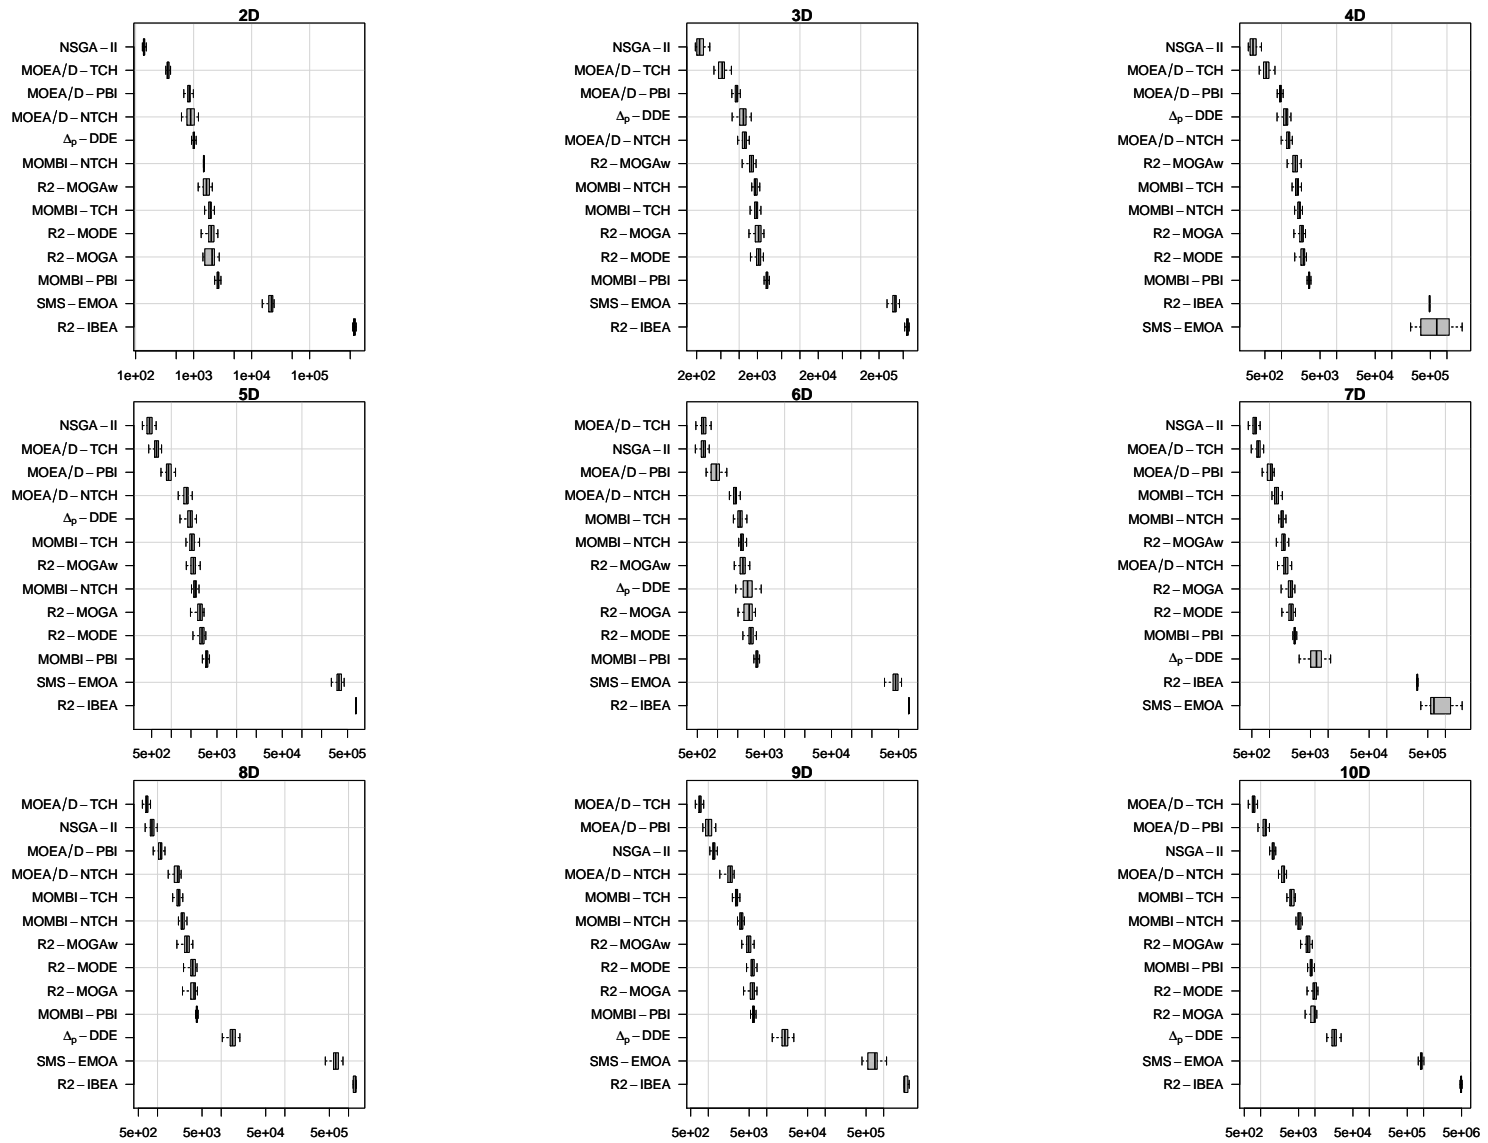 2D
NSGA−II
MOEA/D−TCH
MOEA/D−PBI
MOEA/D−NTCH
Δp−DDE
MOMBI−NTCH
R2−MOGAw
MOMBI−TCH
R2−MODE
R2−MOGA
MOMBI−PBI
SMS−EMOA
R2−IBEA
1e+02 1e+03 1e+04 1e+05
3D
NSGA−II
MOEA/D−TCH
MOEA/D−PBI
Δp−DDE
MOEA/D−NTCH
R2−MOGAw
MOMBI−NTCH
MOMBI−TCH
R2−MOGA
R2−MODE
MOMBI−PBI
SMS−EMOA
R2−IBEA
2e+02 2e+03 2e+04 2e+05
4D
NSGA−II
MOEA/D−TCH
MOEA/D−PBI
Δp−DDE
MOEA/D−NTCH
R2−MOGAw
MOMBI−TCH
MOMBI−NTCH
R2−MOGA
R2−MODE
MOMBI−PBI
R2−IBEA
SMS−EMOA
5e+02 5e+03 5e+04 5e+05
5D
NSGA−II
MOEA/D−TCH
MOEA/D−PBI
MOEA/D−NTCH
Δp−DDE
MOMBI−TCH
R2−MOGAw
MOMBI−NTCH
R2−MOGA
R2−MODE
MOMBI−PBI
SMS−EMOA
R2−IBEA
5e+02 5e+03 5e+04 5e+05
6D
MOEA/D−TCH
NSGA−II
MOEA/D−PBI
MOEA/D−NTCH
MOMBI−TCH
MOMBI−NTCH
R2−MOGAw
Δp−DDE
R2−MOGA
R2−MODE
MOMBI−PBI
SMS−EMOA
R2−IBEA
5e+02 5e+03 5e+04 5e+05
7D
NSGA−II
MOEA/D−TCH
MOEA/D−PBI
MOMBI−TCH
MOMBI−NTCH
R2−MOGAw
MOEA/D−NTCH
R2−MOGA
R2−MODE
MOMBI−PBI
Δp−DDE
R2−IBEA
SMS−EMOA
5e+02 5e+03 5e+04 5e+05
8D
MOEA/D−TCH
NSGA−II
MOEA/D−PBI
MOEA/D−NTCH
MOMBI−TCH
MOMBI−NTCH
R2−MOGAw
R2−MODE
R2−MOGA
MOMBI−PBI
Δp−DDE
SMS−EMOA
R2−IBEA
5e+02 5e+03 5e+04 5e+05
9D
MOEA/D−TCH
MOEA/D−PBI
NSGA−II
MOEA/D−NTCH
MOMBI−TCH
MOMBI−NTCH
R2−MOGAw
R2−MODE
R2−MOGA
MOMBI−PBI
Δp−DDE
SMS−EMOA
R2−IBEA
5e+02 5e+03 5e+04 5e+05
10D
MOEA/D−TCH
MOEA/D−PBI
NSGA−II
MOEA/D−NTCH
MOMBI−TCH
MOMBI−NTCH
R2−MOGAw
MOMBI−PBI
R2−MODE
R2−MOGA
Δp−DDE
SMS−EMOA
R2−IBEA
5e+02 5e+03 5e+04 5e+05 5e+06